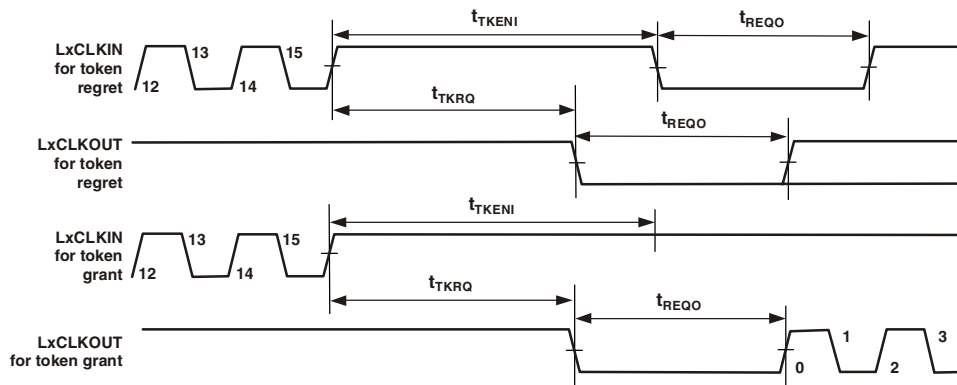 tTKENI
tREQO
LxCLKIN
for token
regret
12
13
14
15
tTKRQ
tREQO
LxCLKOUT
for token
regret
tTKENI
LxCLKIN
for token
grant
12
13
14
15
tTKRQ
tREQO
LxCLKOUT
for token grant
0
1
2
3